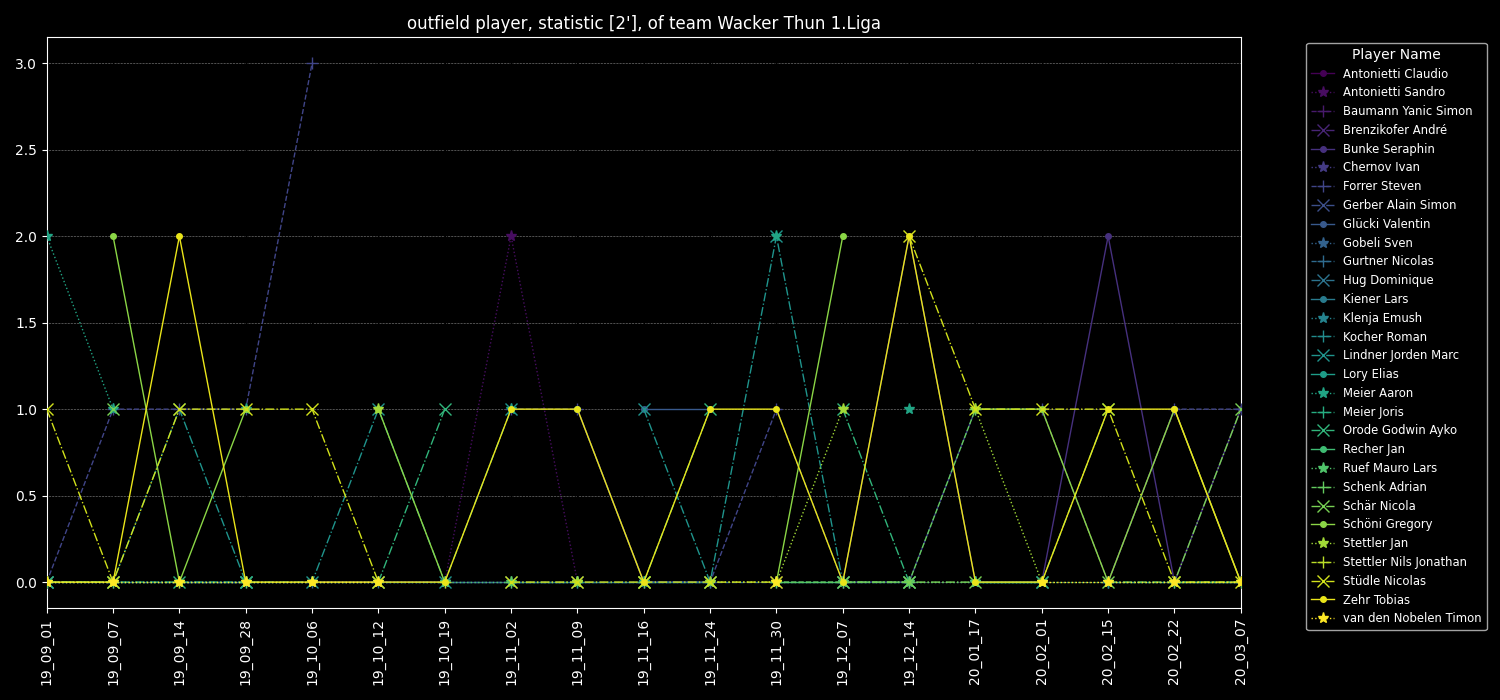 outfield player, statistic [2'], of team Wacker Thun 1.Liga
3.0
2.5
2.0
1.5
1.0
0.5
0.0
19_09_01
19_09_07
19_09_14
19_09_28
19_10_06
19_10_12
19_10_19
19_11_02
19_11_09
19_11_16
19_11_24
19_11_30
19_12_07
19_12_14
20_01_17
20_02_01
20_02_15
20_02_22
20_03_07
Player Name
Antonietti Claudio
Antonietti Sandro
Baumann Yanic Simon
Brenzikofer André
Bunke Seraphin
Chernov Ivan
Forrer Steven
Gerber Alain Simon
Glücki Valentin
Gobeli Sven
Gurtner Nicolas
Hug Dominique
Kiener Lars
Klenja Emush
Kocher Roman
Lindner Jorden Marc
Lory Elias
Meier Aaron
Meier Joris
Orode Godwin Ayko
Recher Jan
Ruef Mauro Lars
Schenk Adrian
Schär Nicola
Schöni Gregory
Stettler Jan
Stettler Nils Jonathan
Stüdle Nicolas
Zehr Tobias
van den Nobelen Timon